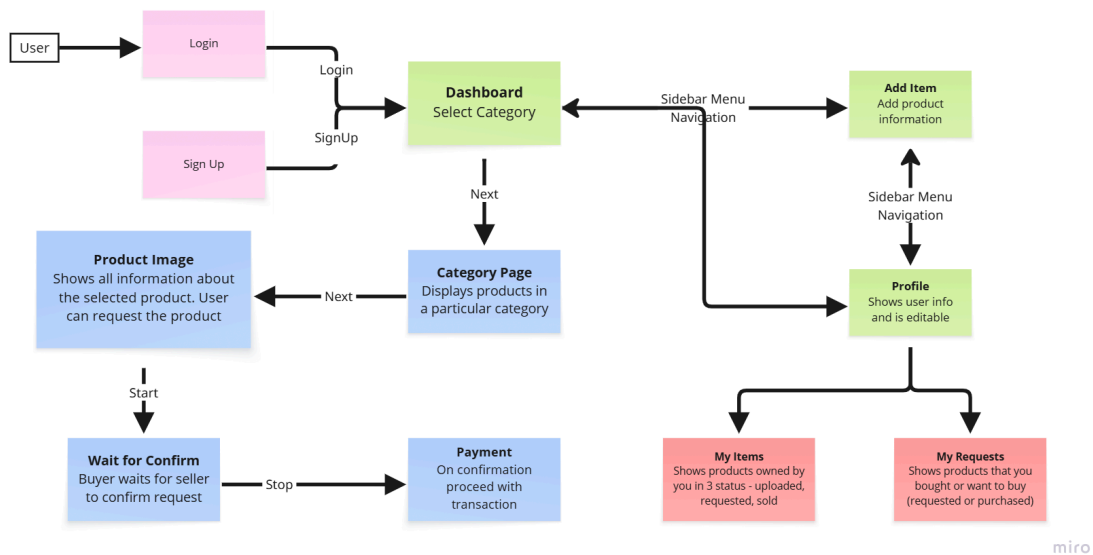 User
Login
Login
SignUp
Sign Up
Dashboard
Select Category
Sidebar Menu
Navigation
Add Item
Add product
information
Sidebar Menu
Navigation
Next
Product Image
Shows all information about
the selected product. User
can request the product
Next
Category Page
Displays products in
a particular category
Profile
Shows user info
and is editable
Start
Wait for Confirm
Buyer waits for seller
to confirm request
Stop
Payment
On confirmation
proceed with
transaction
My Items
Shows products owned by
you in 3 status - uploaded,
requested, sold
My Requests
Shows products that you
bought or want to buy
(requested or purchased)
miro